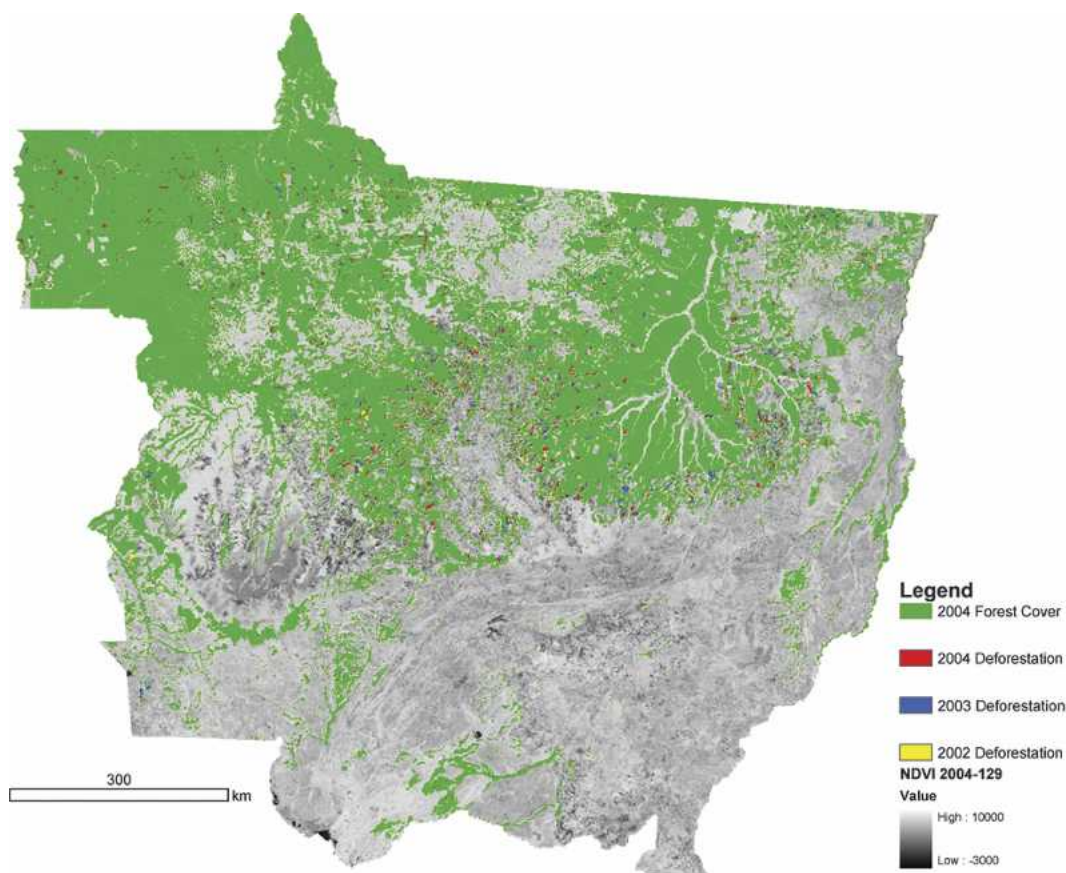 Legend
2004 Forest Cover
2004 Deforestation
2003 Deforestation
2002 Deforestation
NDVI 2004-129
Value
High : 10000
Low : -3000
300
km